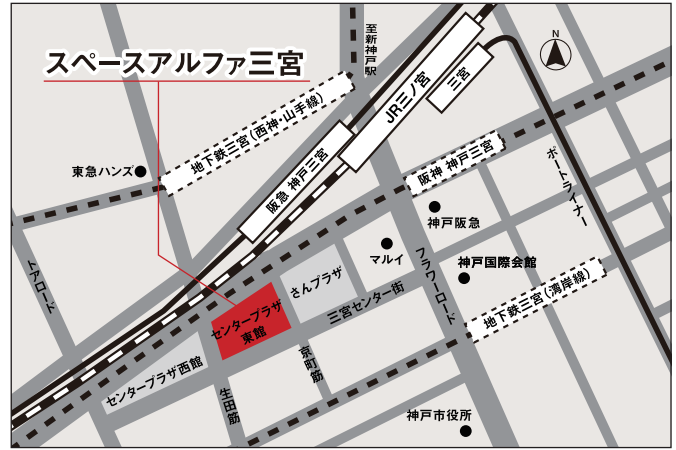 スペースアルファ三宮
至新神戸駅
N
JR三ノ宮
三宮
地下鉄三宮(西神・山手線)
阪急 神戸三宮
阪神 神戸三宮
ポートライナー
東急ハンズ
神戸阪急
マルイ
フラワーロード
神戸国際会館
トアロード
さんプラザ
三宮センター街
地下鉄三宮(湾岸線)
センタープラザ
東館
センタープラザ西館
京町筋
生田筋
神戸市役所